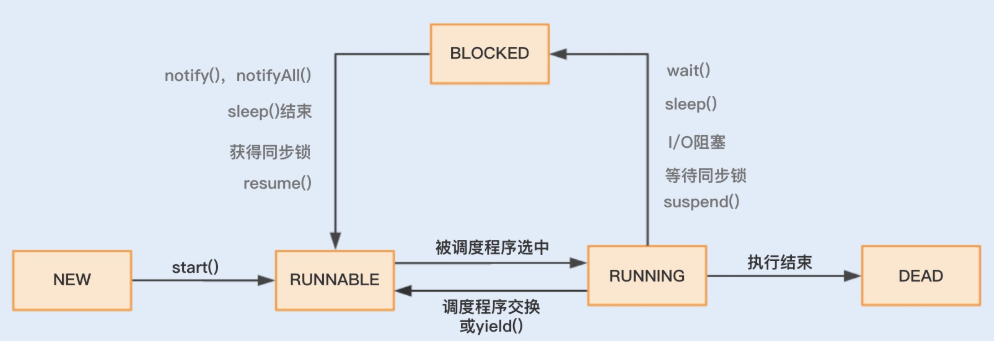 BLOCKED
notify()，notifyAll()
sleep()结束
获得同步锁
resume()
wait()
sleep()
I/O阻塞
等待同步锁
suspend()
NEW
start()
RUNNABLE
被调度程序选中
调度程序交换
或yield()
RUNNING
执行结束
DEAD